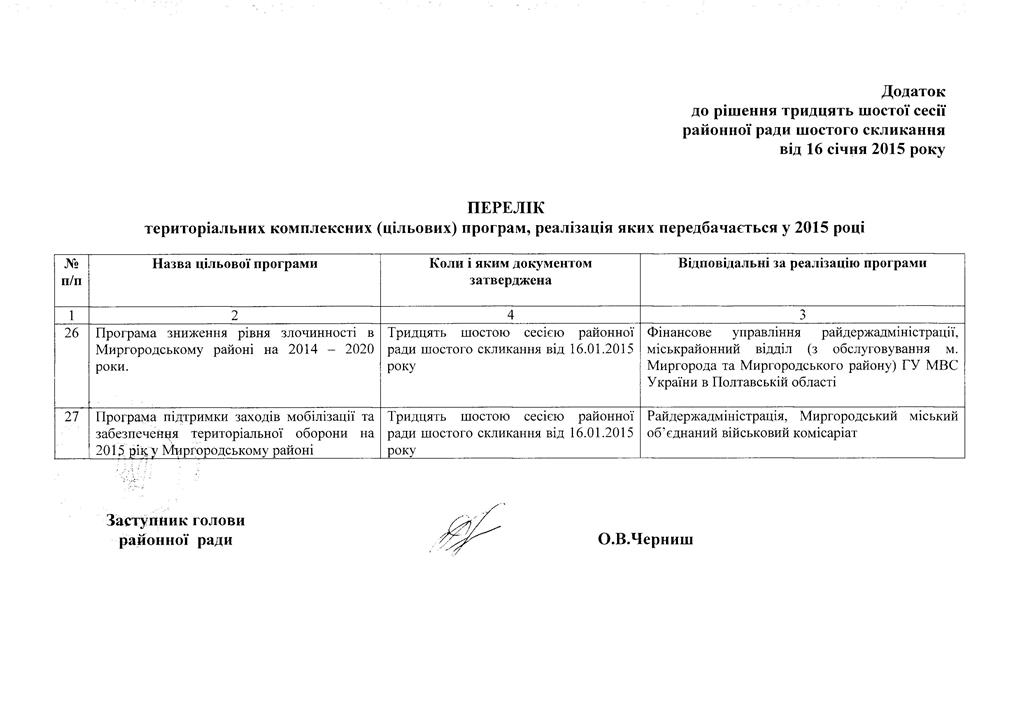 Додаток
до рішення тридцять шостої сесії
районної ради шостого скликання
від 16 січня 2015 року
ПЕРЕЛІК
територіальних комплексних (цільових) програм, реалізація яких передбачається у 2015 році
№
п/п
Назва цільової програми
Коли і яким документом
затверджена
Відповідальні за реалізацію програми
1
2
4
3
26
Програма зниження рівня злочинності в
Миргородському районі на 2014 – 2020
роки.
Тридцять шостою сесією районної
ради шостого скликання від 16.01.2015
року
Фінансове управління райдержадміністрації,
міськрайонний відділ (з обслуговування м.
Миргорода та Миргородського району) ГУ МВС
України в Полтавській області
27
Програма підтримки заходів мобілізації та
забезпечення територіальної оборони на
2015 рік у Миргородському районі
Тридцять шостою сесією районної
ради шостого скликання від 16.01.2015
року
Райдержадміністрація, Миргородський міський
об’єднаний військовий комісаріат
Заступник голови
районної ради
О.В.Черниш